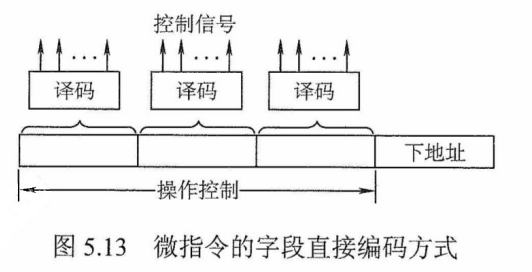 控制信号
译码 译码 译码
下地址
操作控制
图 5.13 微指令的字段直接编码方式